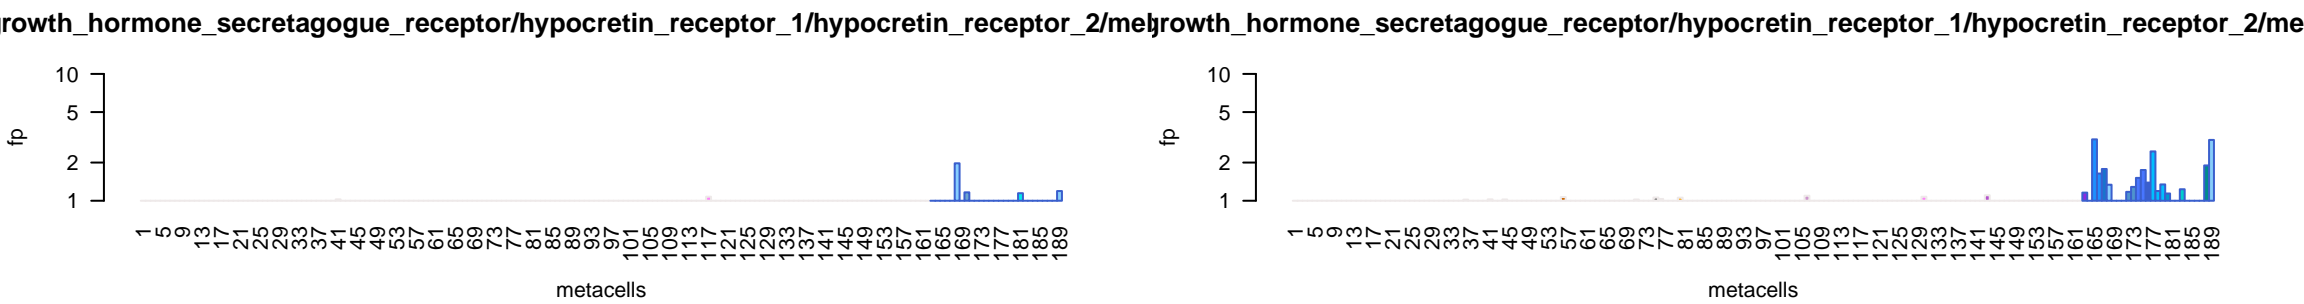 growth_hormone_secretagogue_receptor/hypocretin_receptor_1/hypocretin_receptor_2/mel
growth_hormone_secretagogue_receptor/hypocretin_receptor_1/hypocretin_receptor_2/me
fp
10
5
2
1
1 5 9 13 17 21 25 29 33 37 41 45 49 53 57 61 65 69 73 77 81 85 89 93 97 101 105 109 113 117 121 125 129 133 137 141 145 149 153 157 161 165 169 173 177 181 185 189
metacells
fp
10
5
2
1
1 5 9 13 17 21 25 29 33 37 41 45 49 53 57 61 65 69 73 77 81 85 89 93 97 101 105 109 113 117 121 125 129 133 137 141 145 149 153 157 161 165 169 173 177 181 185 189
metacells